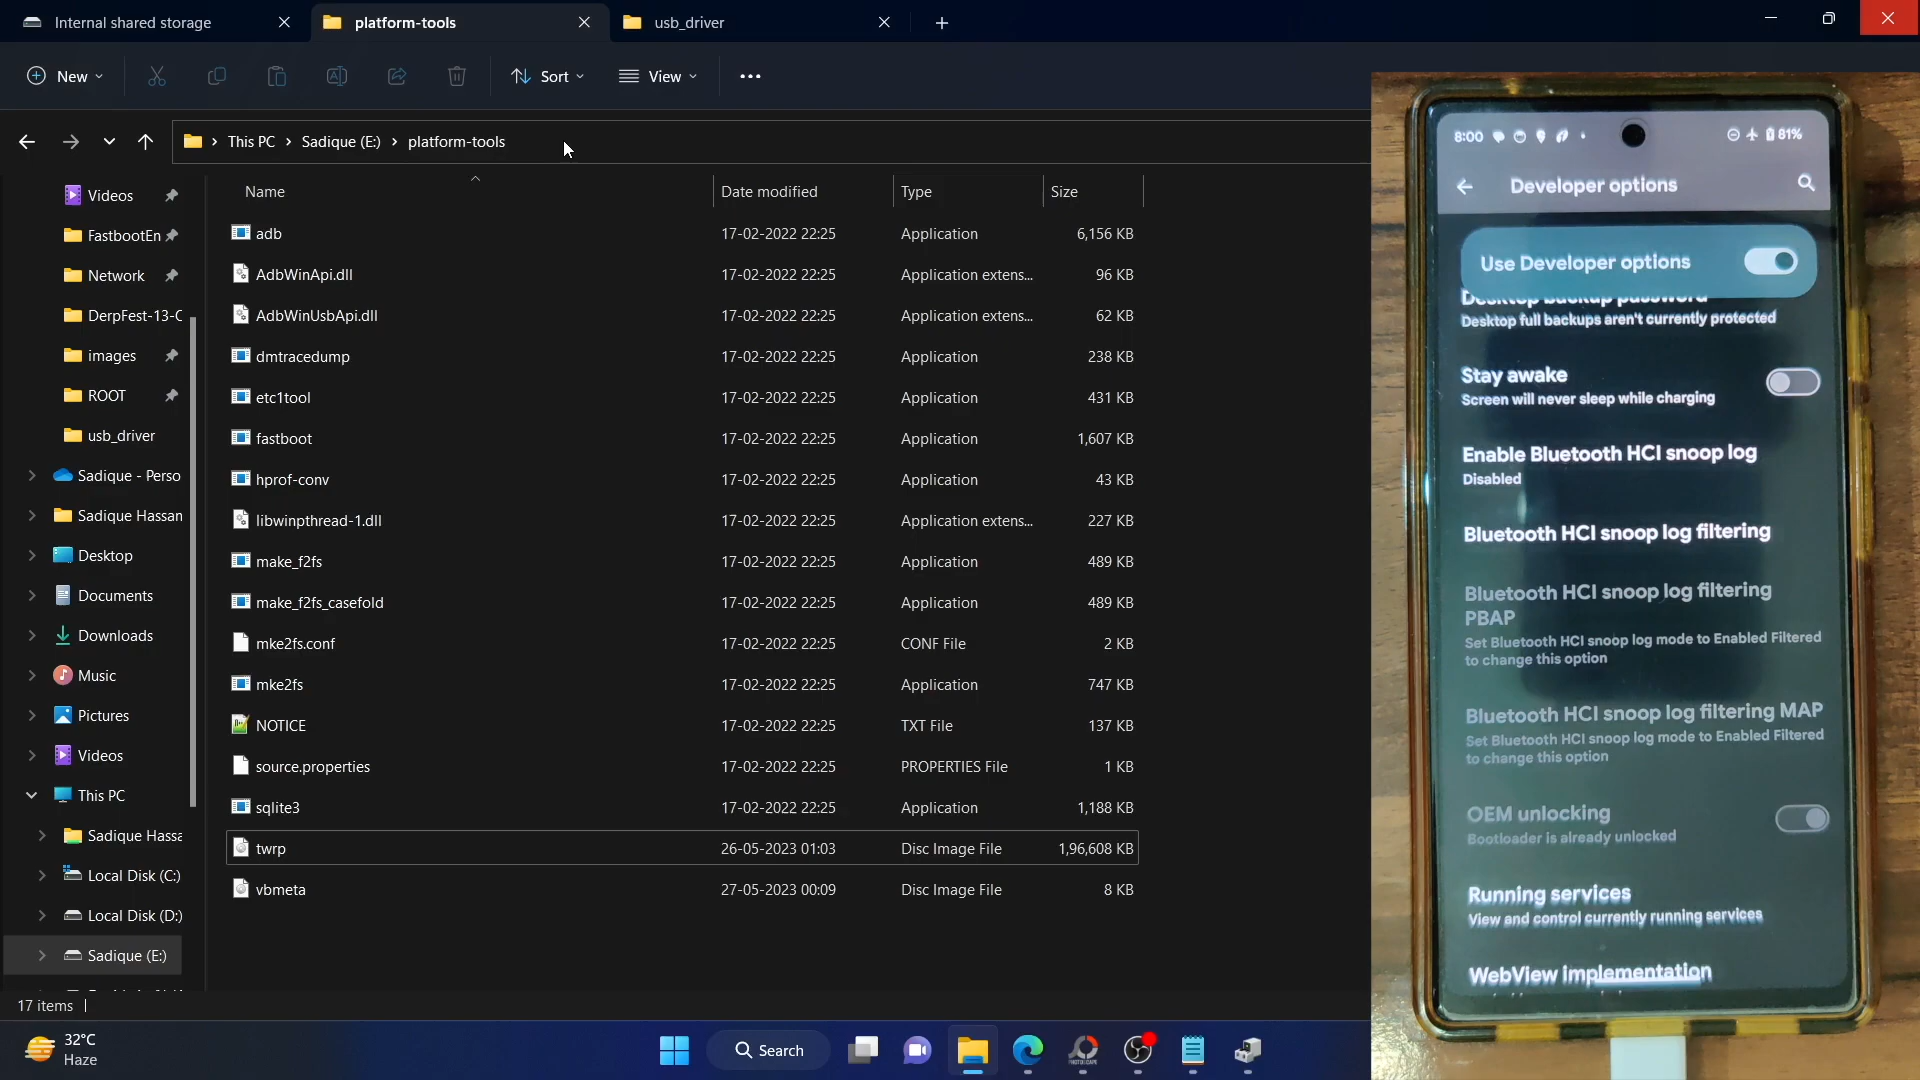 Internal shared storage
platform-tools
usb_driver
New
Sort
View
This PC
Sadique (E:)
platform-tools
Name
Date modified
Type
Size
Videos
FastbootEn
Network
DerpFest-13-C
images
ROOT
usb_driver
Sadique - Perso
Sadique Hassan
Desktop
Documents
Downloads
Music
Pictures
Videos
This PC
Sadique Hassa
Local Disk (C:)
Local Disk (D:)
Sadique (E:)
adb 17-02-2022 22:25 Application 6,156 KB
AdbWinApi.dll 17-02-2022 22:25 Application extens... 96 KB
AdbWinUsbApi.dll 17-02-2022 22:25 Application extens... 62 KB
dmtracedump 17-02-2022 22:25 Application 238 KB
etc1tool 17-02-2022 22:25 Application 431 KB
fastboot 17-02-2022 22:25 Application 1,607 KB
hprof-conv 17-02-2022 22:25 Application 43 KB
libwinpthread-1.dll 17-02-2022 22:25 Application extens... 227 KB
make_f2fs 17-02-2022 22:25 Application 489 KB
make_f2fs_casefold 17-02-2022 22:25 Application 489 KB
mke2fs.conf 17-02-2022 22:25 CONF File 2 KB
mke2fs 17-02-2022 22:25 Application 747 KB
NOTICE 17-02-2022 22:25 TXT File 137 KB
source.properties 17-02-2022 22:25 PROPERTIES File 1 KB
sqlite3 17-02-2022 22:25 Application 1,188 KB
twrp 26-05-2023 01:03 Disc Image File 1,96,608 KB
vbmeta 27-05-2023 00:09 Disc Image File 8 KB
17 items
32°C
Haze
Search
8:00
81%
Developer options
Use Developer options
Desktop backup password
Desktop full backups aren't currently protected
Stay awake
Screen will never sleep while charging
Enable Bluetooth HCI snoop log
Disabled
Bluetooth HCI snoop log filtering
Bluetooth HCI snoop log filtering
PBAP
Set Bluetooth HCI snoop log mode to Enabled Filtered
to change this option
Bluetooth HCI snoop log filtering MAP
Set Bluetooth HCI snoop log mode to Enabled Filtered
to change this option
OEM unlocking
Bootloader is already unlocked
Running services
View and control currently running services
WebView implementation